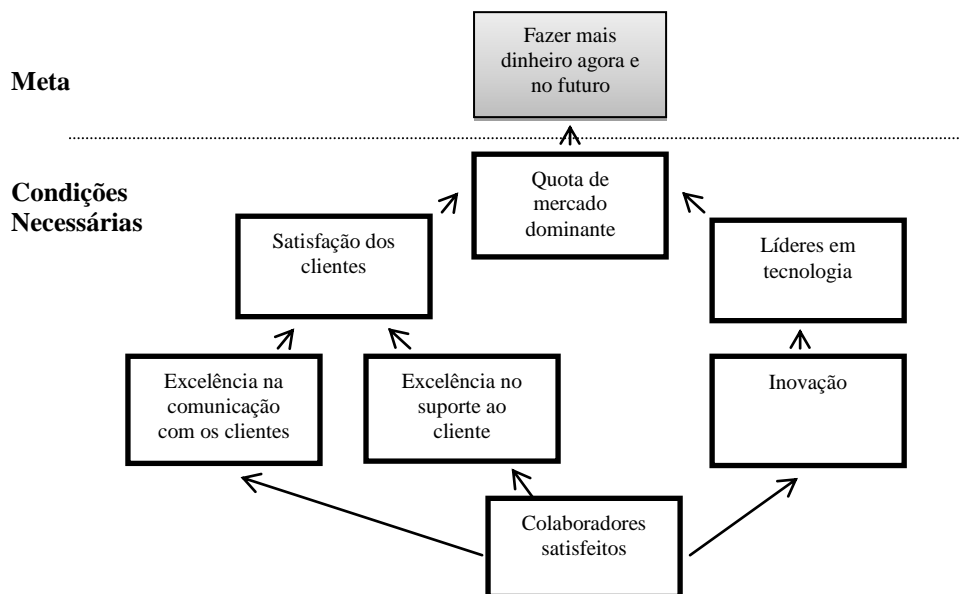 Fazer mais
dinheiro agora e
no futuro
Meta
Condições
Necessárias
Quota de
mercado
dominante
Satisfação dos
clientes
Líderes em
tecnologia
Excelência na
comunicação
com os clientes
Excelência no
suporte ao
cliente
Inovação
Colaboradores
satisfeitos